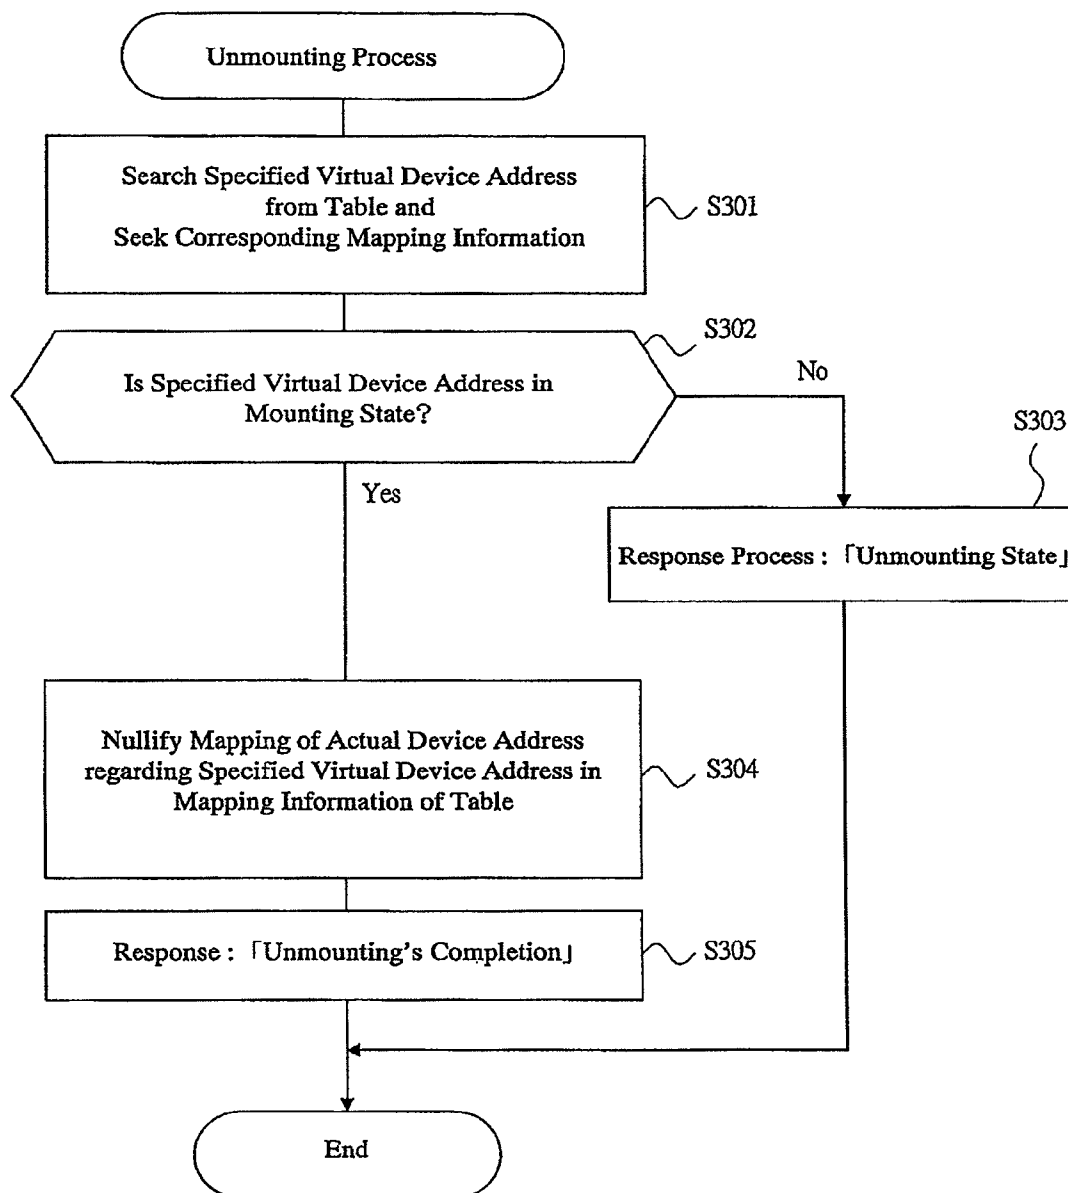 Unmounting Process
Search Specified Virtual Device Address
from Table and
Seek Corresponding Mapping Information
S301
S302
Is Specified Virtual Device Address in
Mounting State?
No
Yes
S303
Response Process : 「Unmounting State」
Nullify Mapping of Actual Device Address
regarding Specified Virtual Device Address in
Mapping Information of Table
S304
Response : 「Unmounting's Completion」
S305
End